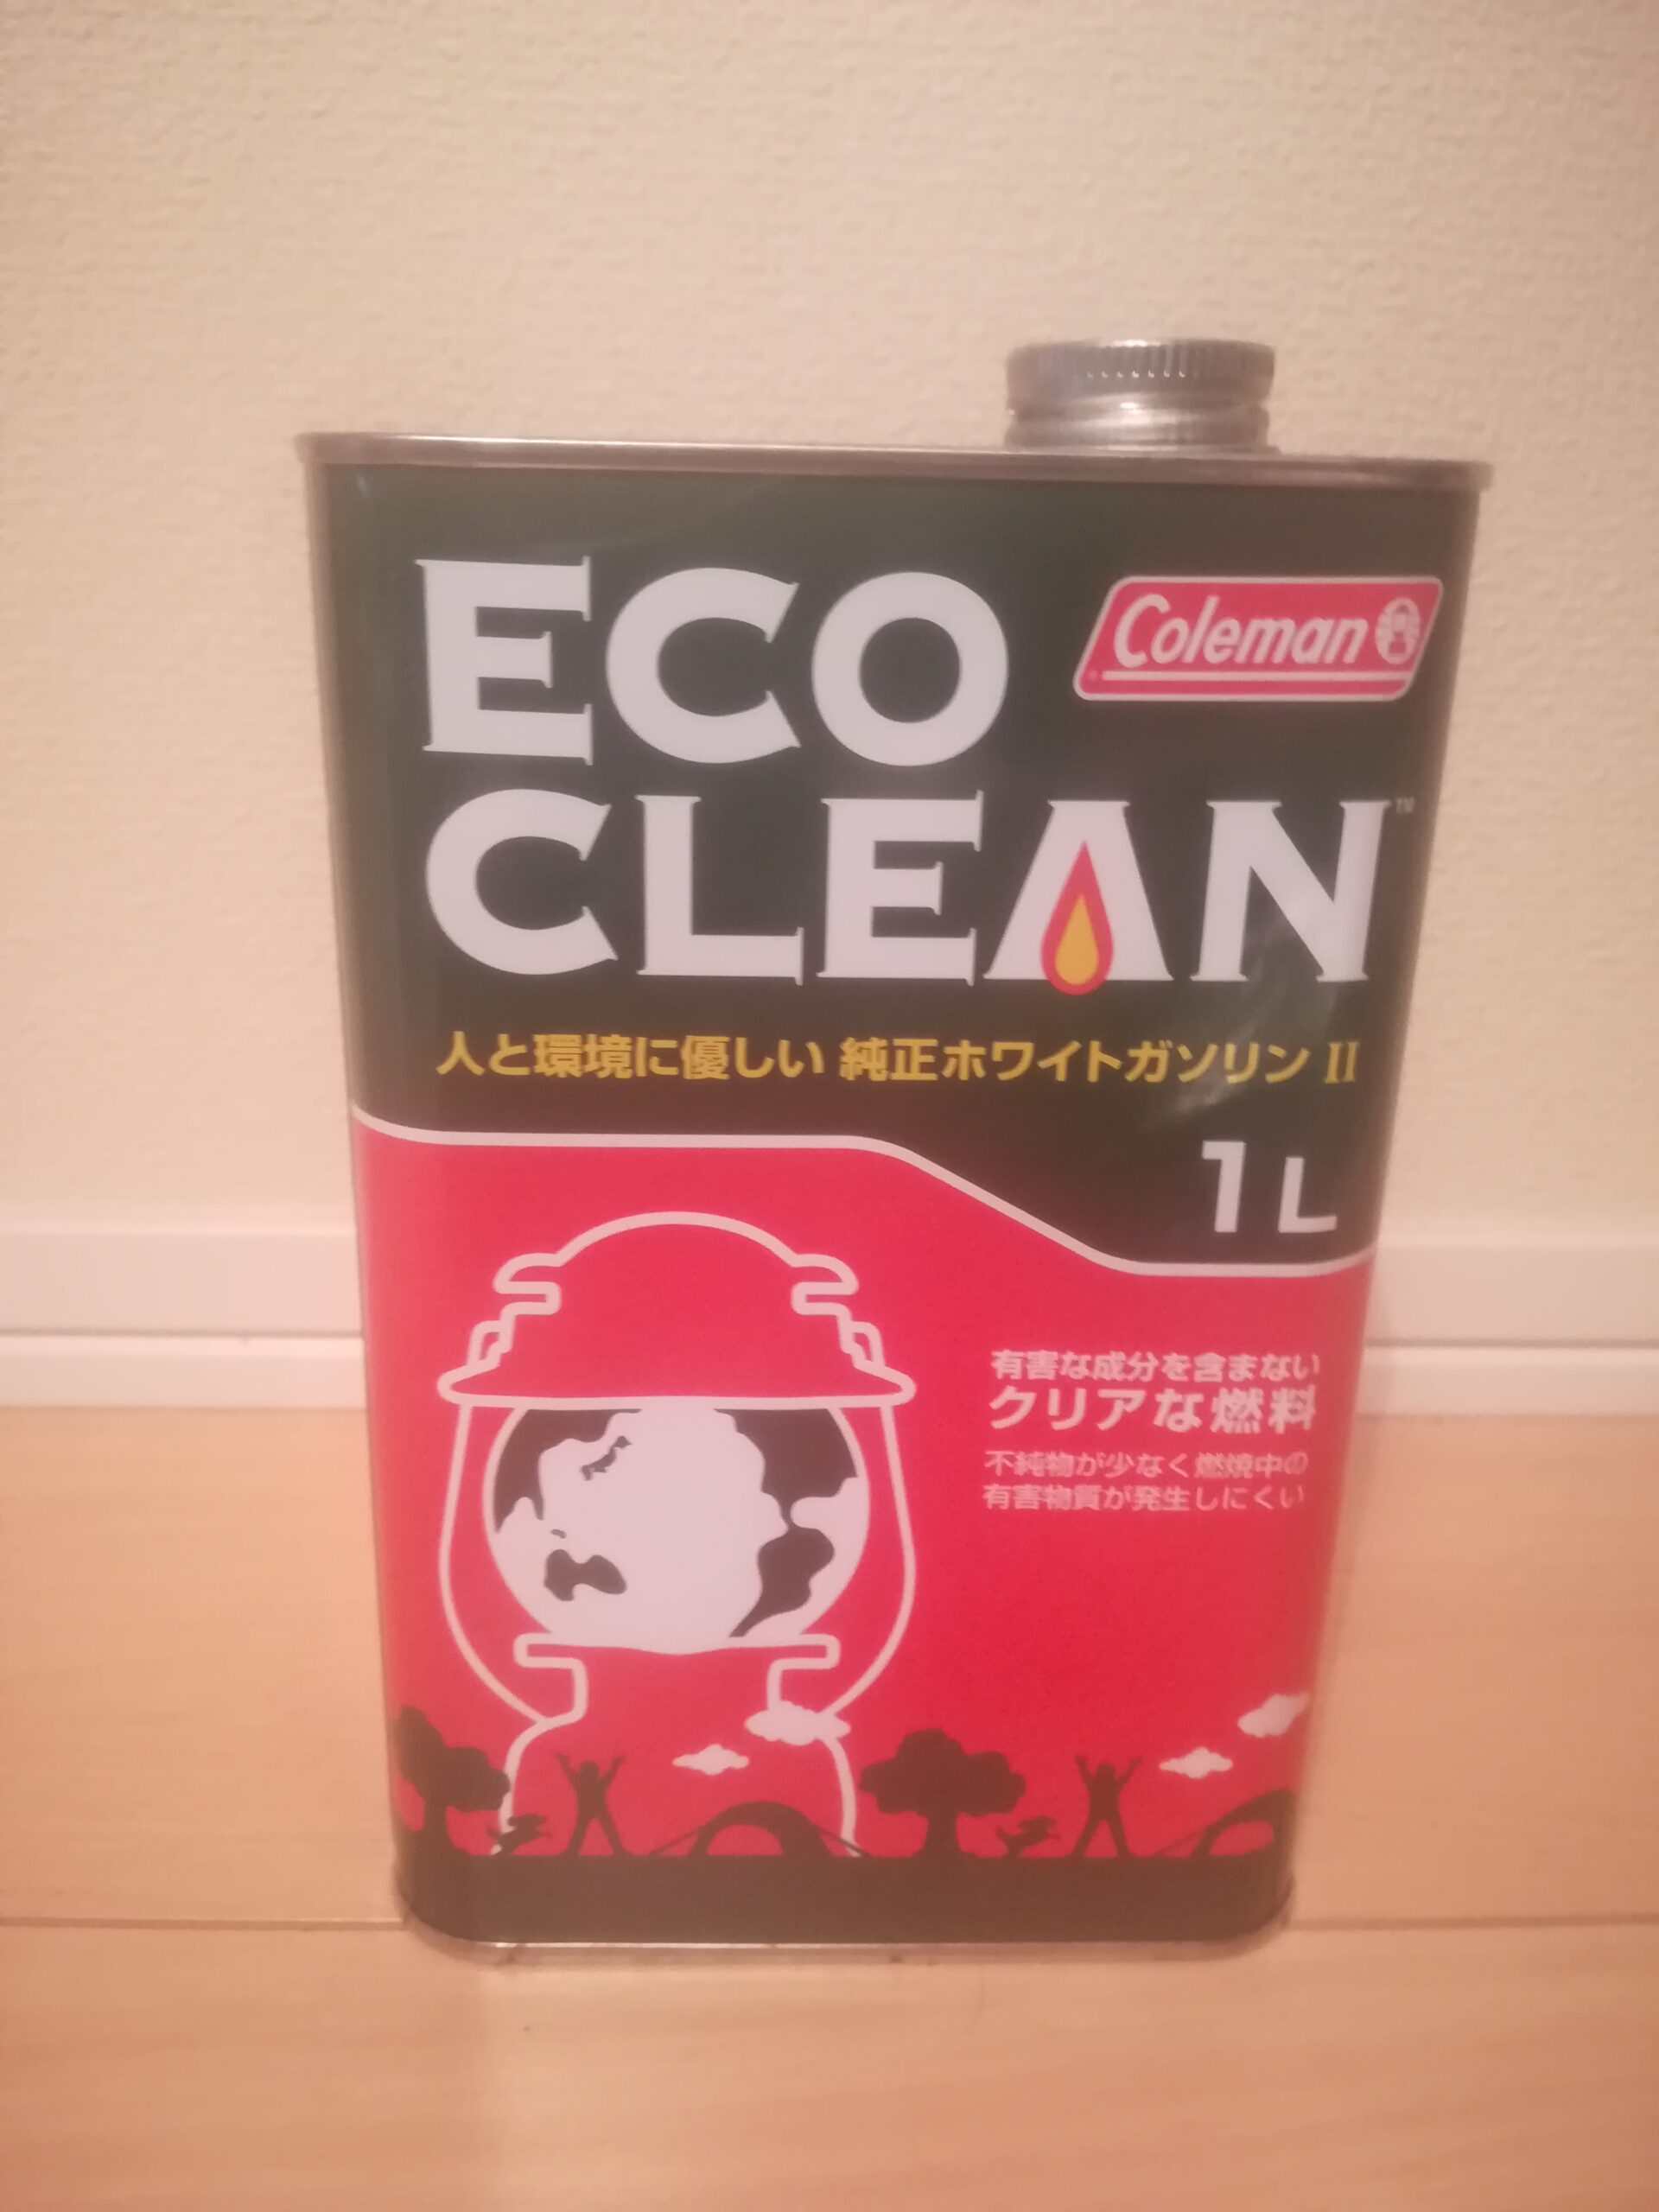 ECO
Coleman
CLEAN™
人と環境に優しい 純正ホワイトガソリン II
1L
有害な成分を含まない
クリアな燃料
不純物が少なく燃焼中の
有害物質が発生しにくい